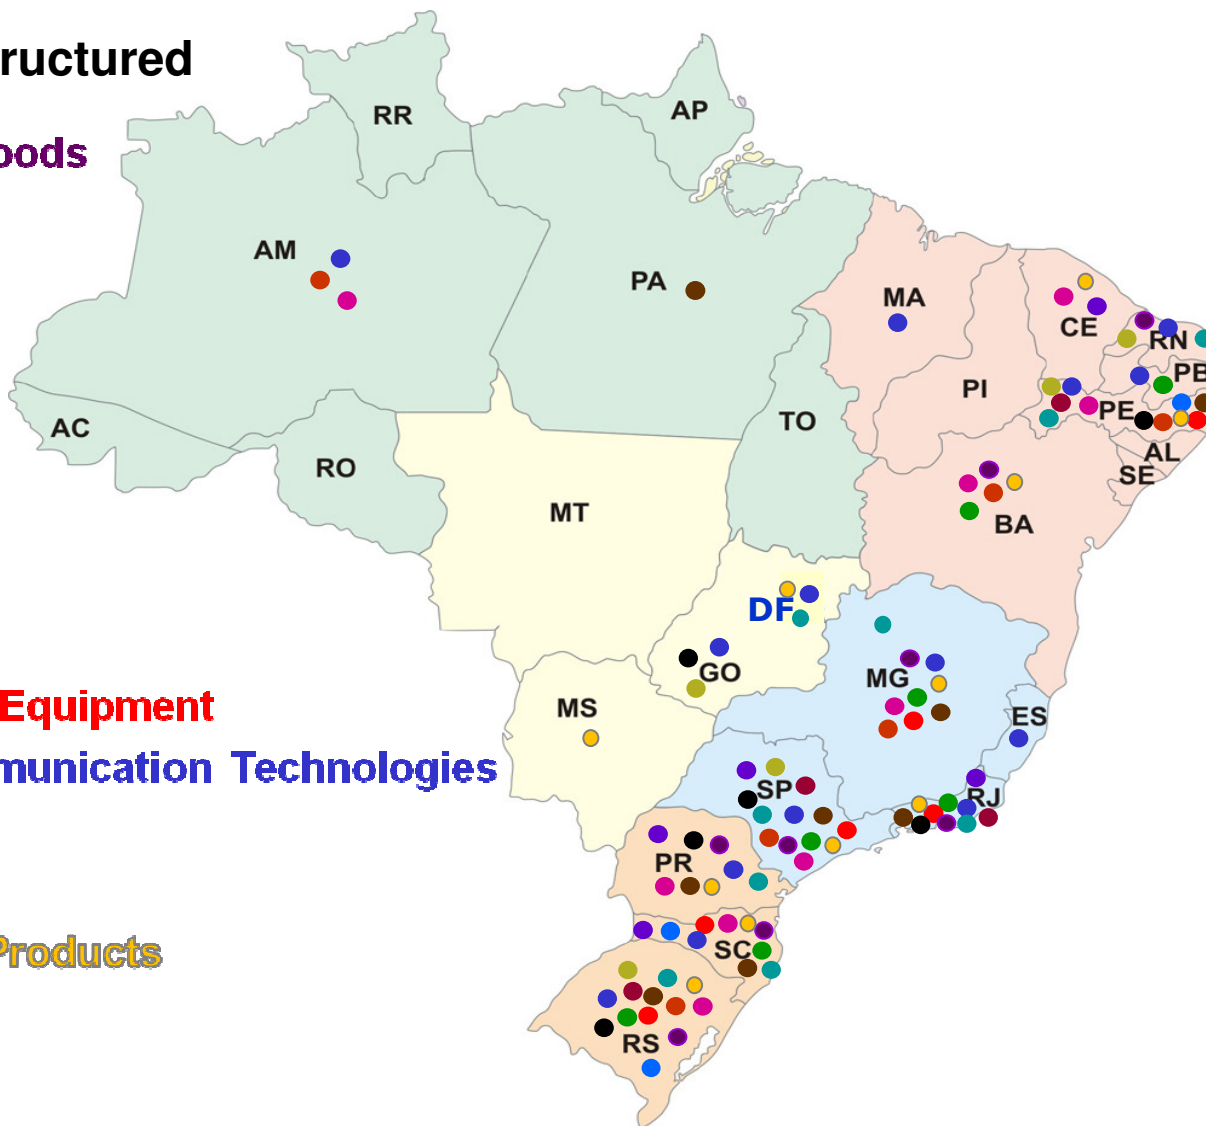 ructured
RR
AP
oods
AM
PA
MA
CE
RN
PB
PI
PE
AC
TO
AL
RO
SE
MT
BA
DF
GO
MG
MS
ES
Equipment
munication Technologies
SP
RJ
PR
SC
Products
RS